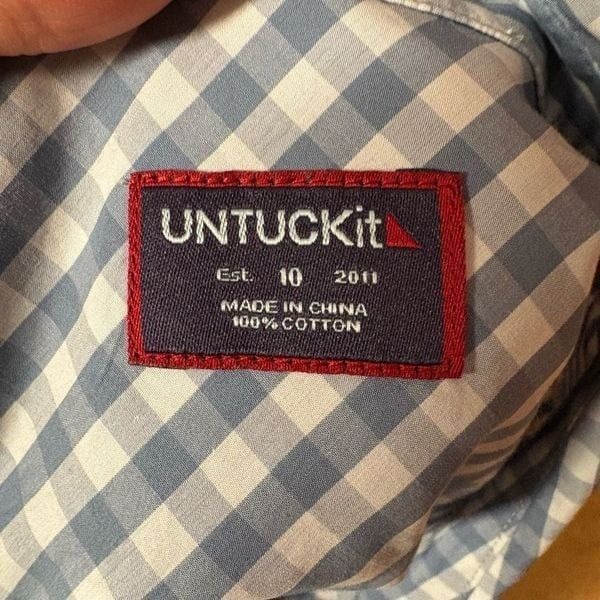 UNTUCKit
Est. 10 2011
MADE IN CHINA
100% COTTON